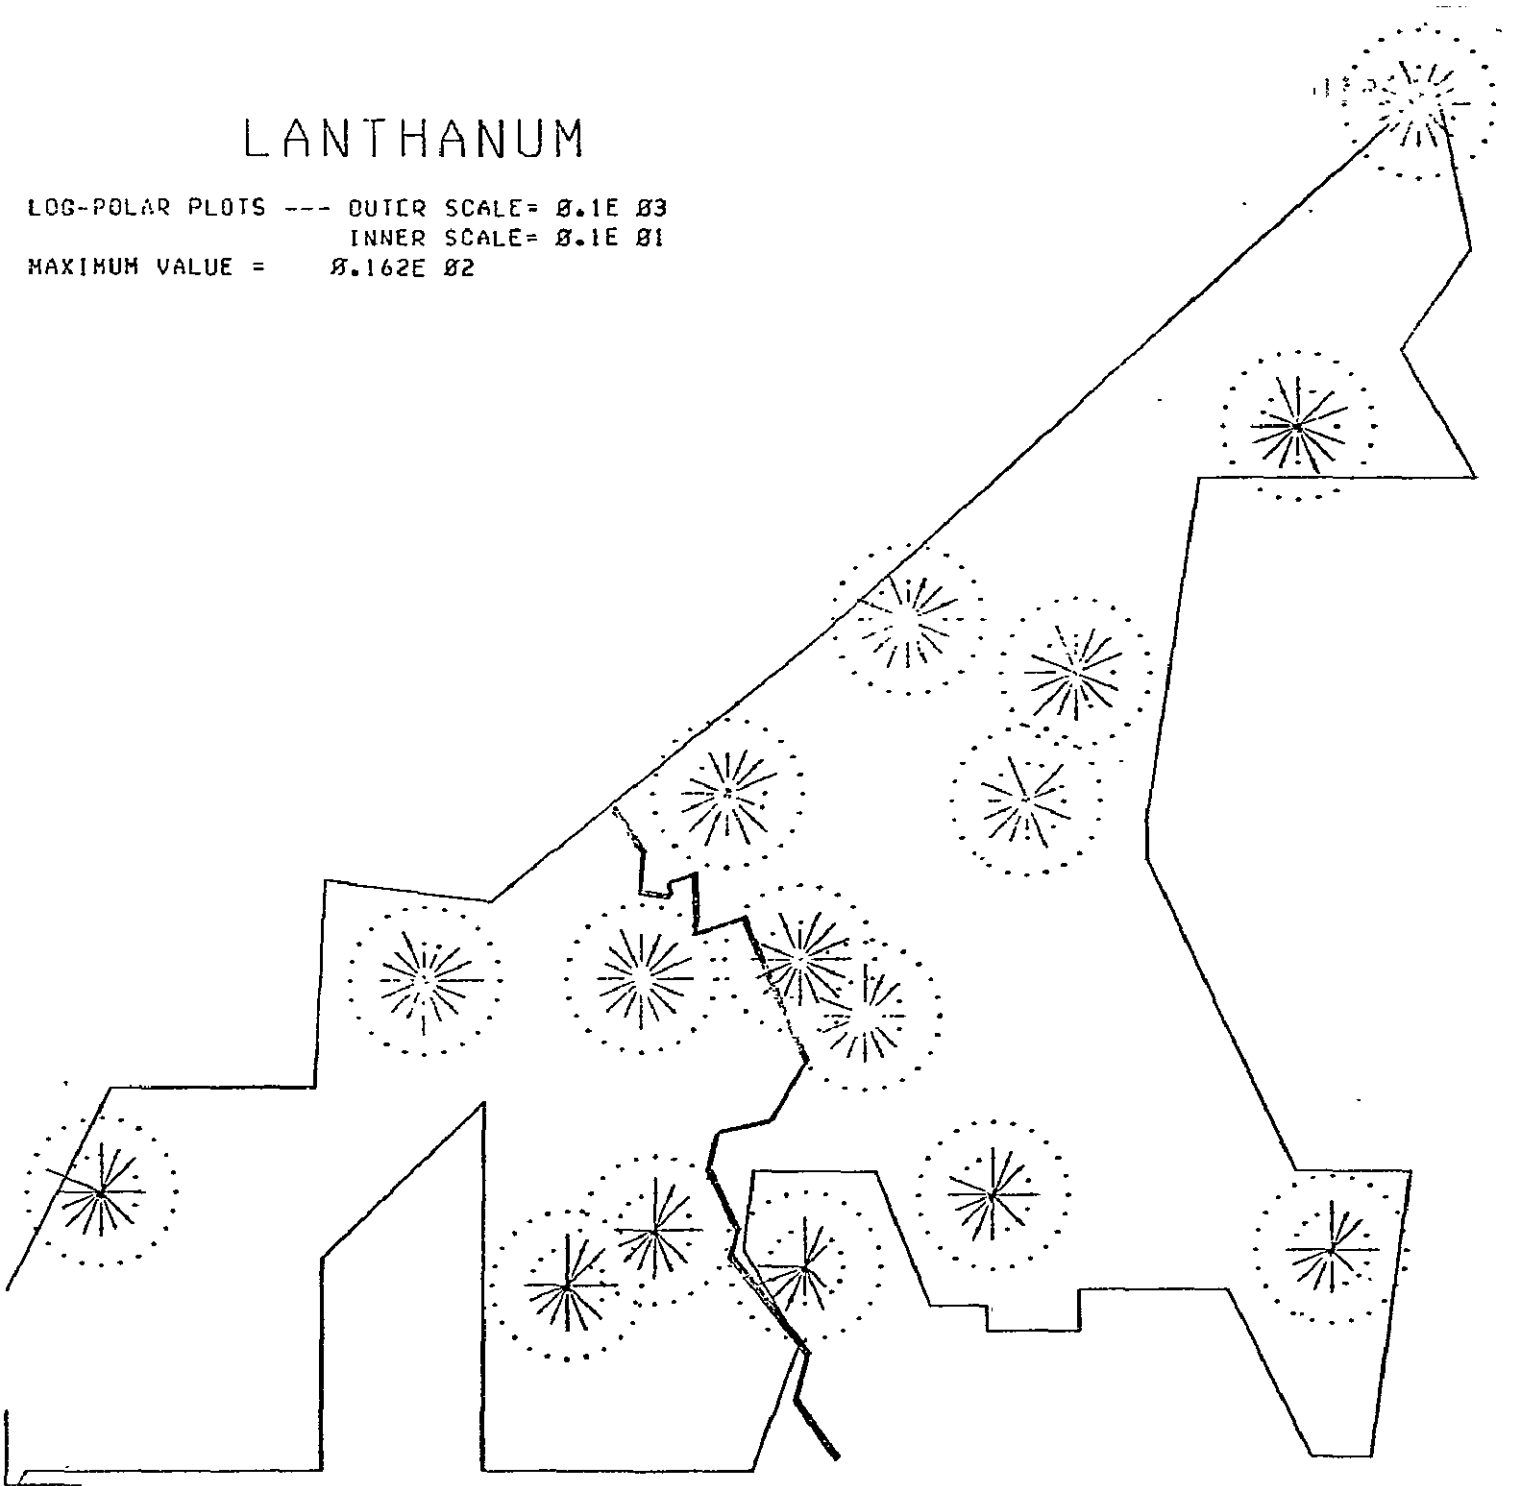 LANTHANUM
LOG-POLAR PLOTS --- OUTER SCALE= Ø.1E Ø3
INNER SCALE= Ø.1E Ø1
MAXIMUM VALUE = Ø.162E Ø2